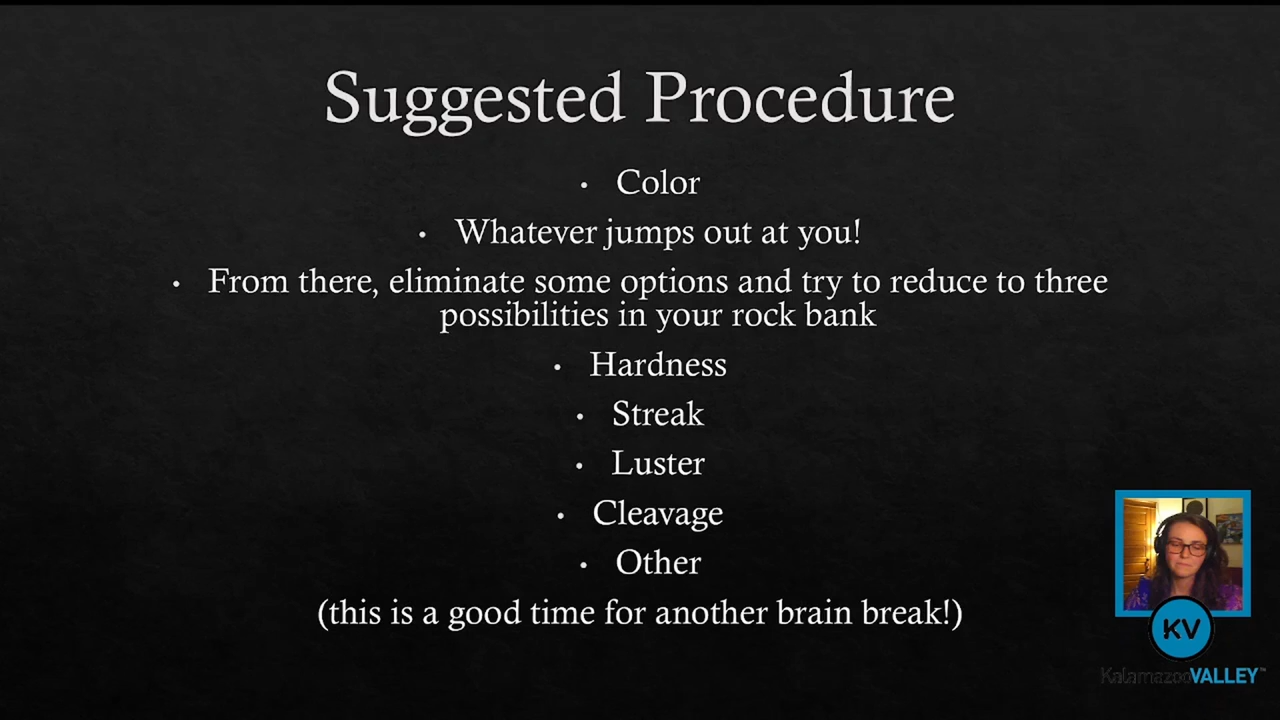 Suggested Procedure
• Color
• Whatever jumps out at you!
• From there, eliminate some options and try to reduce to three
possibilities in your rock bank
• Hardness
• Streak
• Luster
• Cleavage
• Other
(this is a good time for another brain break!)
KV
KalamazooVALLEY™